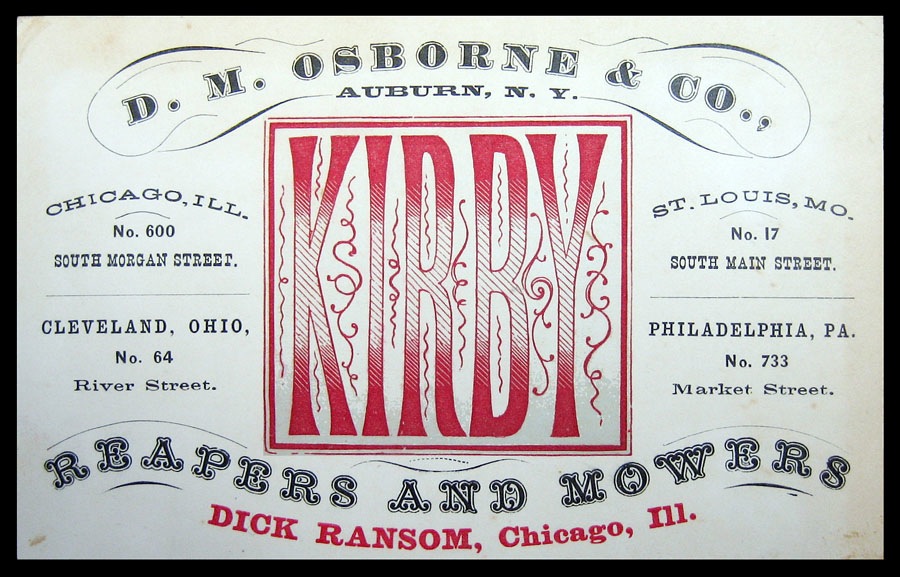 D. M. OSBORNE & CO.,
AUBURN, N. Y.
KIRBY
CHICAGO, ILL.
No. 600
SOUTH MORGAN STREET.
CLEVELAND, OHIO,
No. 64
River Street.
ST. LOUIS, MO.
No. 17
SOUTH MAIN STREET.
PHILADELPHIA, PA.
No. 733
Market Street.
REAPERS AND MOWERS
DICK RANSOM, Chicago, Ill.